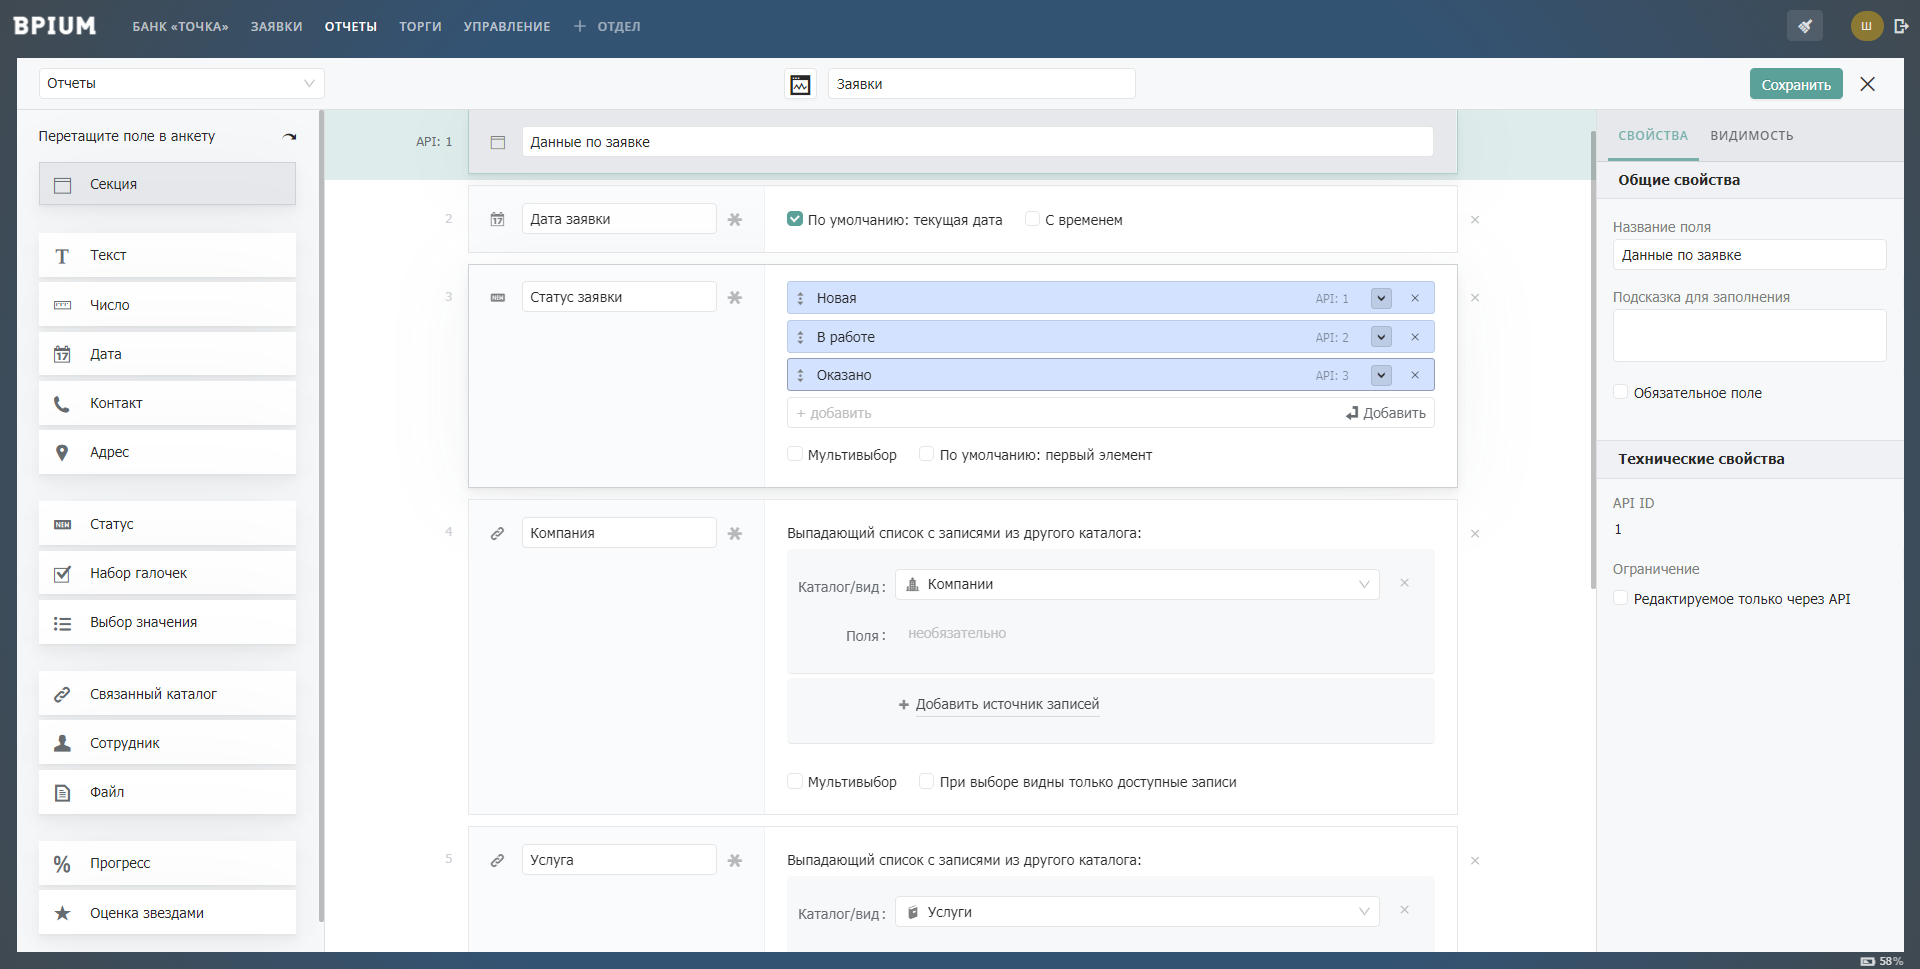 BPIUM
БАНК «ТОЧКА»
ЗАЯВКИ
ОТЧЕТЫ
ТОРГИ
УПРАВЛЕНИЕ
+ ОТДЕЛ
Ш
Отчеты
Заявки
Сохранить
Перетащите поле в анкету
Секция
T Текст
Число
17 Дата
Контакт
Адрес
NEW Статус
Набор галочек
Выбор значения
Связанный каталог
Сотрудник
Файл
% Прогресс
Оценка звездами
API: 1
Данные по заявке
2
17
Дата заявки
По умолчанию: текущая дата
С временем
3
NEW
Статус заявки
Новая API: 1
В работе API: 2
Оказано API: 3
+ добавить Добавить
Мультивыбор
По умолчанию: первый элемент
4
Компания
Выпадающий список с записями из другого каталога:
Каталог/вид: Компании
Поля: необязательно
+ Добавить источник записей
Мультивыбор
При выборе видны только доступные записи
5
Услуга
Выпадающий список с записями из другого каталога:
Каталог/вид: Услуги
СВОЙСТВА
ВИДИМОСТЬ
Общие свойства
Название поля
Данные по заявке
Подсказка для заполнения
Обязательное поле
Технические свойства
API ID
1
Ограничение
Редактируемое только через API
58%